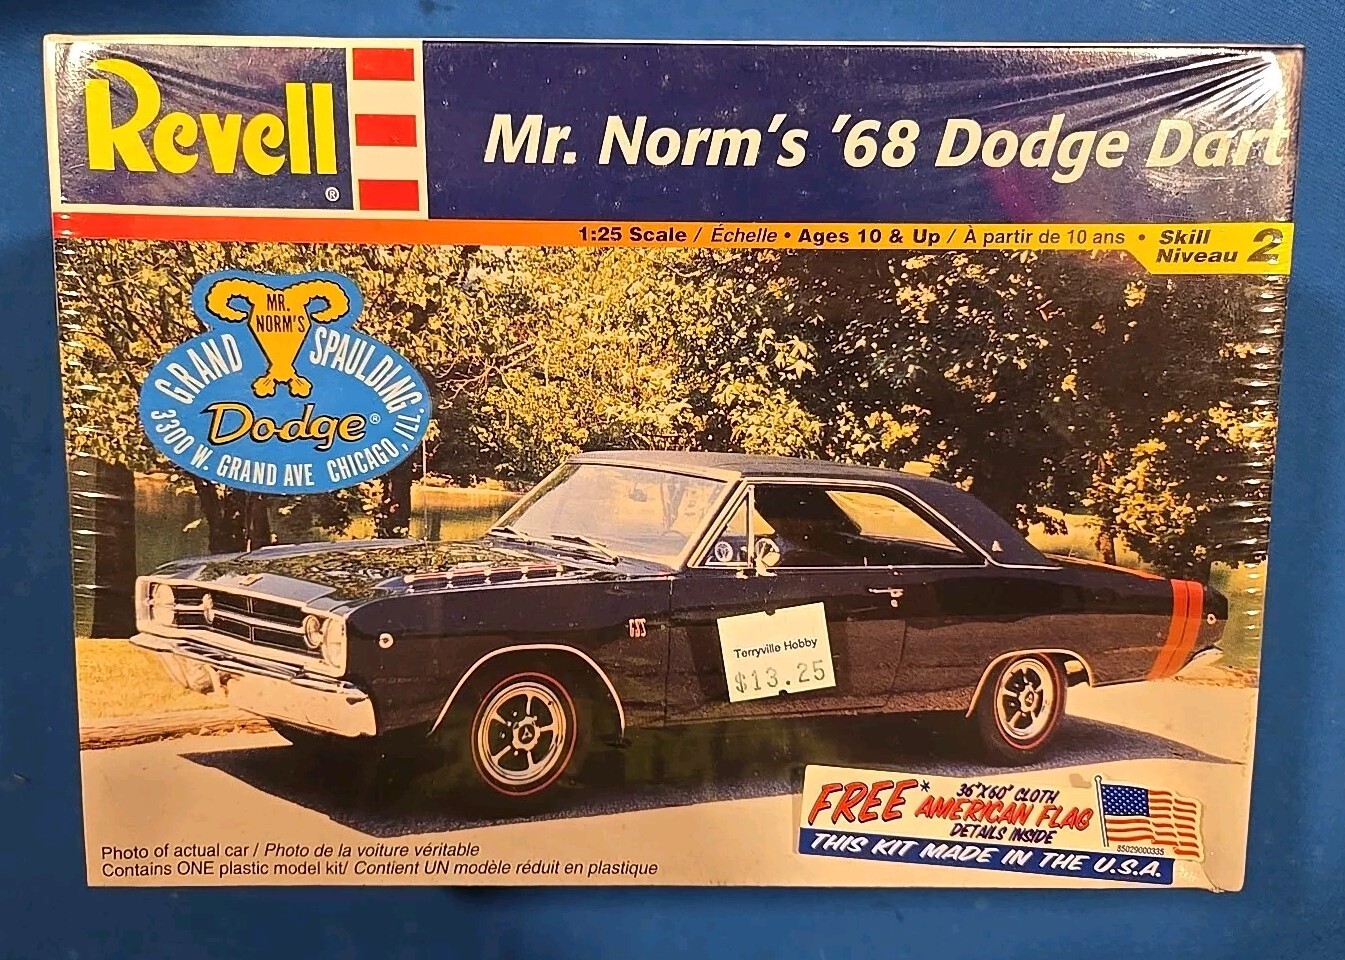 Revell®
Mr. Norm's '68 Dodge Dart
1:25 Scale / Échelle • Ages 10 & Up / À partir de 10 ans • Skill
Niveau 2
MR.
NORM'S
GRAND SPAULDING
Dodge®
3300 W. GRAND AVE CHICAGO, ILL.
GSS
Terryville Hobby
$13.25
FREE* 36"X60" CLOTH
AMERICAN FLAG
DETAILS INSIDE
85029000335
THIS KIT MADE IN THE U.S.A.
Photo of actual car / Photo de la voiture véritable
Contains ONE plastic model kit/ Contient UN modèle réduit en plastique